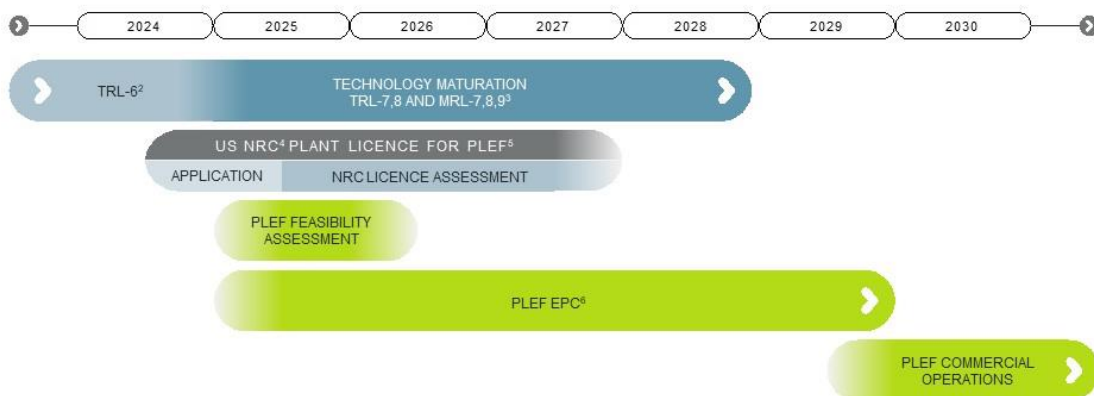 2024 2025 2026 2027 2028 2029 2030
TRL-6²
TECHNOLOGY MATURATION
TRL-7,8 AND MRL-7,8,9³
US NRC⁴ PLANT LICENCE FOR PLEF⁵
APPLICATION
NRC LICENCE ASSESSMENT
PLEF FEASIBILITY
ASSESSMENT
PLEF EPC⁶
PLEF COMMERCIAL
OPERATIONS